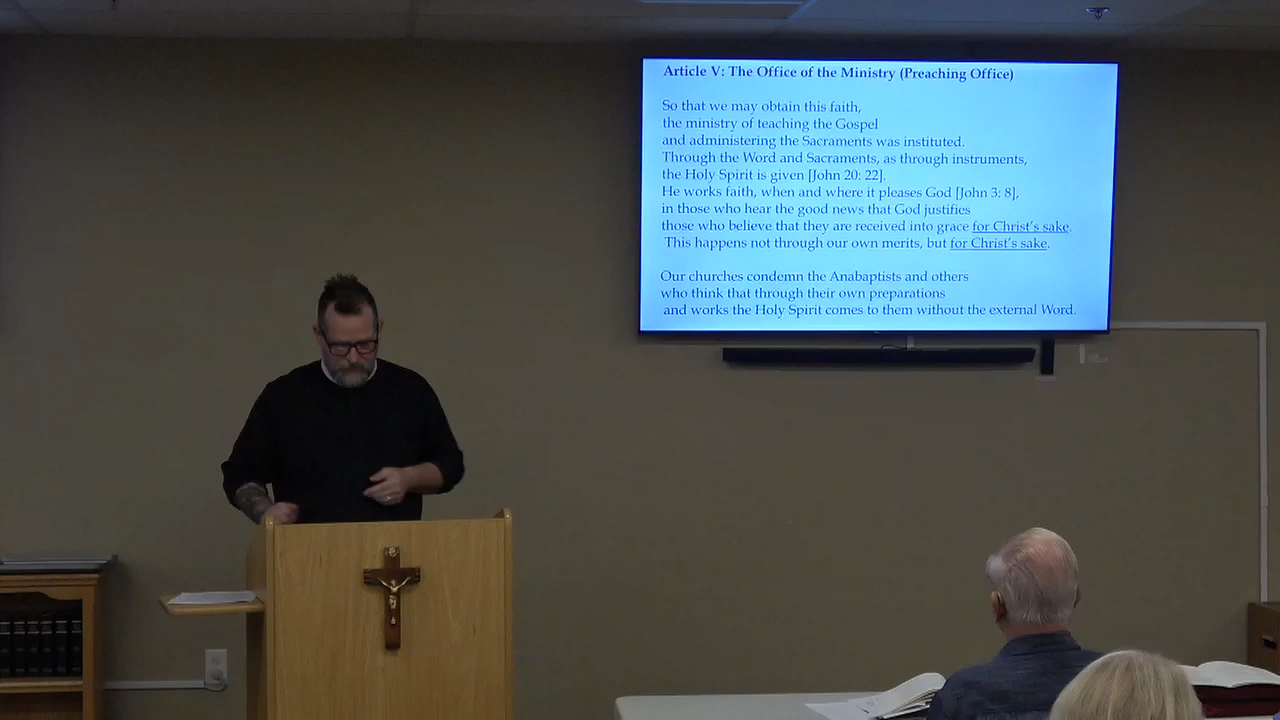 Article V: The Office of the Ministry (Preaching Office)
So that we may obtain this faith,
the ministry of teaching the Gospel
and administering the Sacraments was instituted.
Through the Word and Sacraments, as through instruments,
the Holy Spirit is given [John 20: 22].
He works faith, when and where it pleases God [John 3: 8],
in those who hear the good news that God justifies
those who believe that they are received into grace for Christ's sake.
This happens not through our own merits, but for Christ's sake.
Our churches condemn the Anabaptists and others
who think that through their own preparations
and works the Holy Spirit comes to them without the external Word.